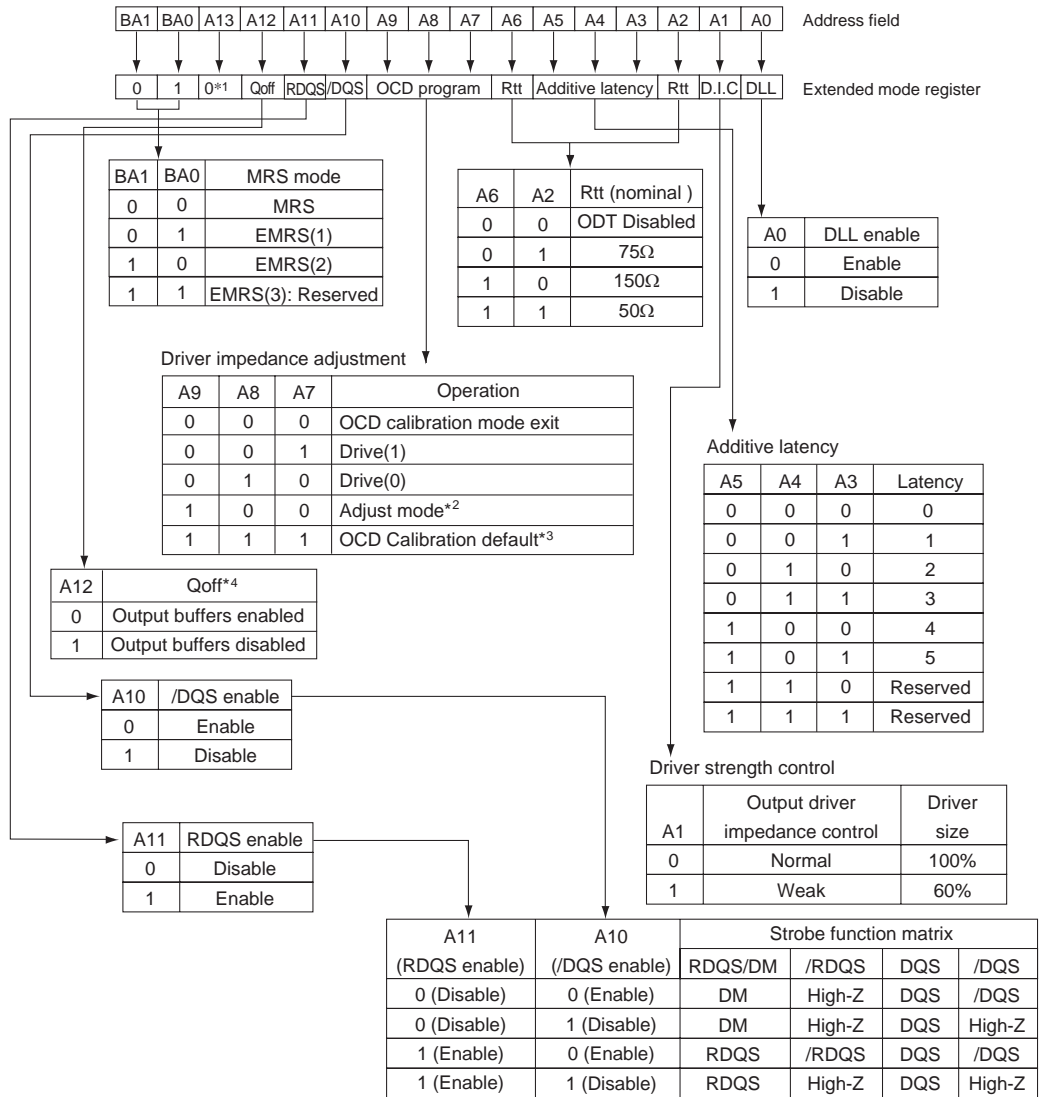 BA1 BA0 A13 A12 A11 A10 A9 A8 A7 A6 A5 A4 A3 A2 A1 A0 Address field
0 1 0*1 Qoff RDQS /DQS OCD program Rtt Additive latency Rtt D.I.C DLL Extended mode register
BA1 BA0 MRS mode
0 0 MRS
0 1 EMRS(1)
1 0 EMRS(2)
1 1 EMRS(3): Reserved
A6 A2 Rtt (nominal )
0 0 ODT Disabled
0 1 75Ω
1 0 150Ω
1 1 50Ω
A0 DLL enable
0 Enable
1 Disable
Driver impedance adjustment
A9 A8 A7 Operation
0 0 0 OCD calibration mode exit
0 0 1 Drive(1)
0 1 0 Drive(0)
1 0 0 Adjust mode*2
1 1 1 OCD Calibration default*3
Additive latency
A5 A4 A3 Latency
0 0 0 0
0 0 1 1
0 1 0 2
0 1 1 3
1 0 0 4
1 0 1 5
1 1 0 Reserved
1 1 1 Reserved
A12 Qoff*4
0 Output buffers enabled
1 Output buffers disabled
A10 /DQS enable
0 Enable
1 Disable
Driver strength control
A1 Output driver impedance control Driver size
0 Normal 100%
1 Weak 60%
A11 RDQS enable
0 Disable
1 Enable
A11 A10 Strobe function matrix
(RDQS enable) (/DQS enable) RDQS/DM /RDQS DQS /DQS
0 (Disable) 0 (Enable) DM High-Z DQS /DQS
0 (Disable) 1 (Disable) DM High-Z DQS High-Z
1 (Enable) 0 (Enable) RDQS /RDQS DQS /DQS
1 (Enable) 1 (Disable) RDQS High-Z DQS High-Z